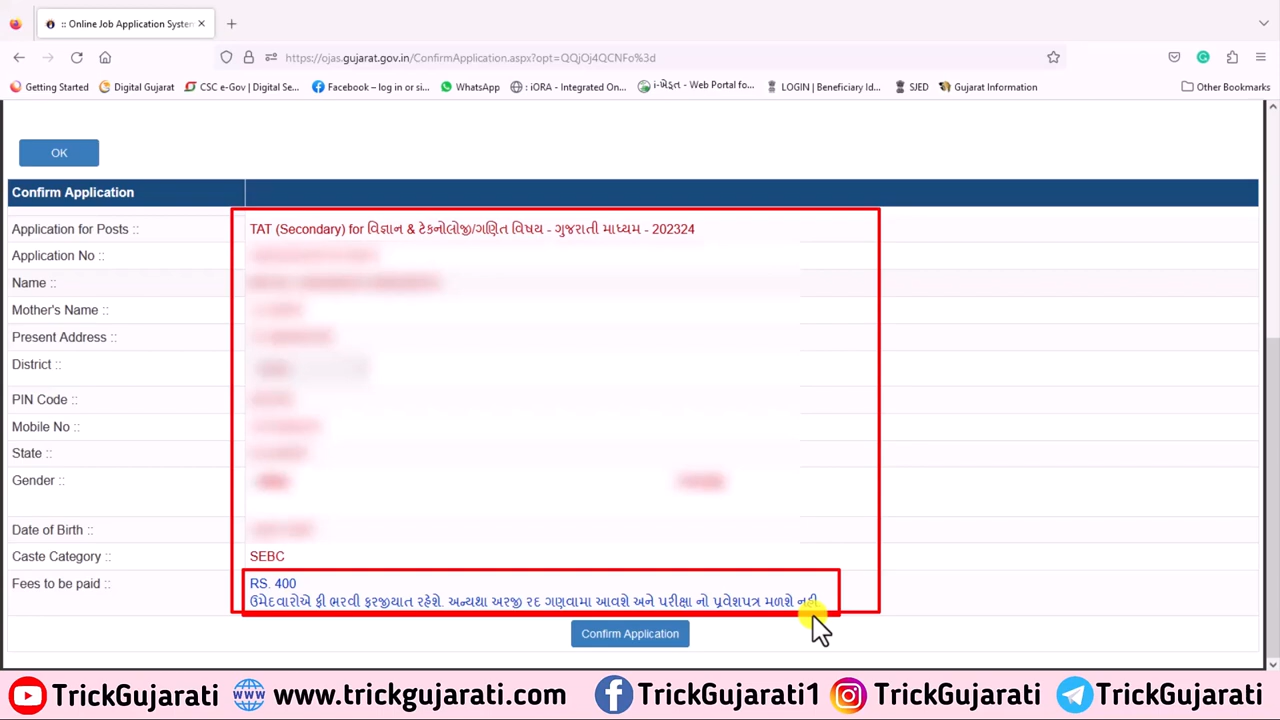 :: Online Job Application System
https://ojas.gujarat.gov.in/ConfirmApplication.aspx?opt=QQjOj4QCNFo%3d
Getting Started Digital Gujarat CSC e-Gov | Digital Se... Facebook – log in or si... WhatsApp : iORA - Integrated On... i-ખેડૂત - Web Portal fo... LOGIN | Beneficiary Id... SJED Gujarat Information Other Bookmarks
OK
Confirm Application
Application for Posts :: TAT (Secondary) for વિજ્ઞાન & ટેકનોલોજી/ગણિત વિષય - ગુજરાતી માધ્યમ - 202324
Application No ::
Name ::
Mother's Name ::
Present Address ::
District ::
PIN Code ::
Mobile No ::
State ::
Gender ::
Date of Birth ::
Caste Category :: SEBC
Fees to be paid :: RS. 400
ઉમેદવારોએ ફી ભરવી ફરજીયાત રહેશે. અન્યથા અરજી રદ ગણવામા આવશે અને પરીક્ષા નો પ્રવેશપત્ર મળશે નહી.
Confirm Application
TrickGujarati www.trickgujarati.com TrickGujarati1 TrickGujarati TrickGujarati